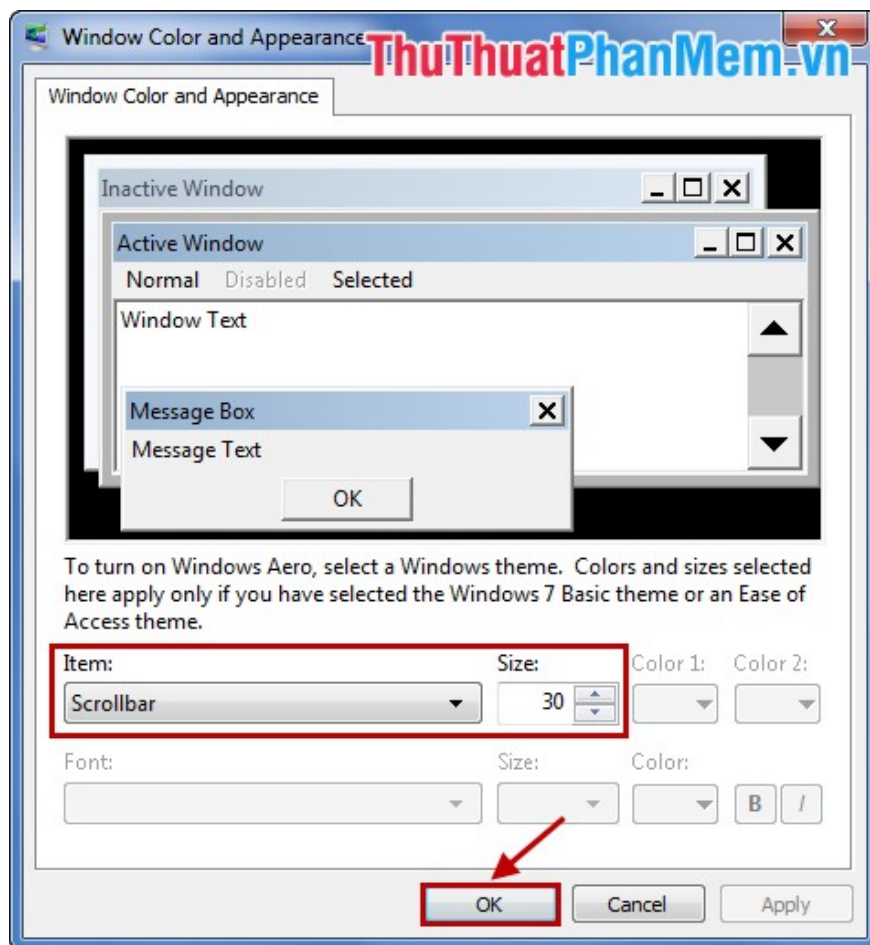 Window Color and Appearance
ThuThuatPhanMem.vn
Window Color and Appearance
Inactive Window
Active Window
Normal Disabled Selected
Window Text
Message Box
Message Text
OK
To turn on Windows Aero, select a Windows theme. Colors and sizes selected
here apply only if you have selected the Windows 7 Basic theme or an Ease of
Access theme.
Item: Size: Color 1: Color 2:
Scrollbar 30
Font: Size: Color:
B I
OK Cancel Apply